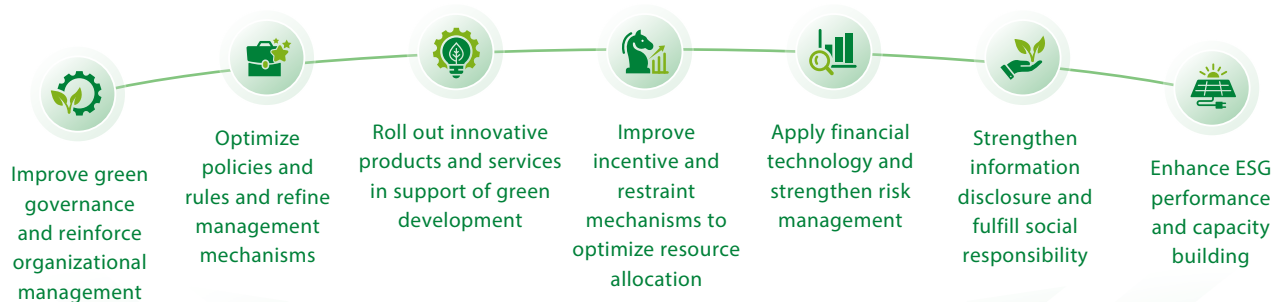 Improve green
governance
and reinforce
organizational
management
Optimize
policies and
rules and refine
management
mechanisms
Roll out innovative
products and services
in support of green
development
Improve
incentive and
restraint
mechanisms to
optimize resource
allocation
Apply financial
technology and
strengthen risk
management
Strengthen
information
disclosure and
fulfill social
responsibility
Enhance ESG
performance
and capacity
building